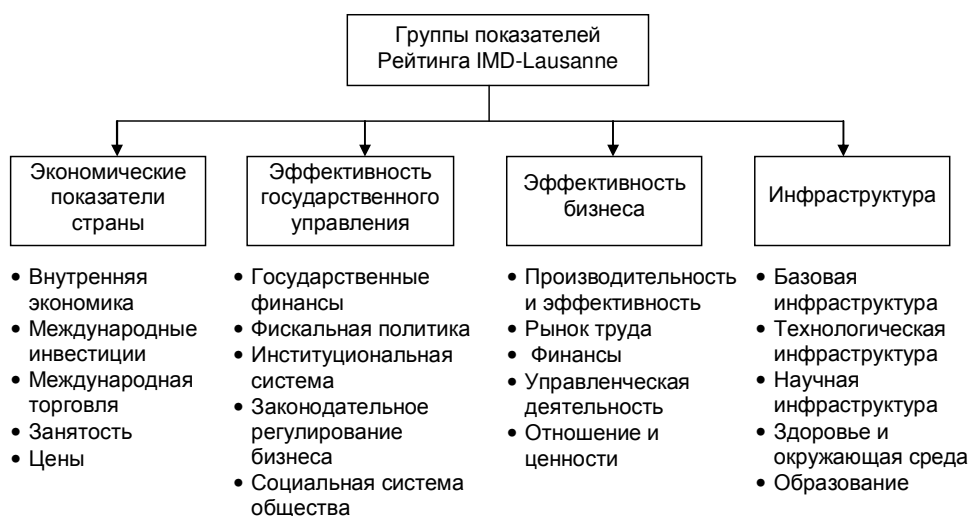 Группы показателей
Рейтинга IMD-Lausanne
Экономические
показатели
страны
• Внутренняя
экономика
• Международные
инвестиции
• Международная
торговля
• Занятость
• Цены
Эффективность
государственного
управления
• Государственные
финансы
• Фискальная политика
• Институциональная
система
• Законодательное
регулирование
бизнеса
• Социальная система
общества
Эффективность
бизнеса
• Производительность
и эффективность
• Рынок труда
• Финансы
• Управленческая
деятельность
• Отношение и
ценности
Инфраструктура
• Базовая
инфраструктура
• Технологическая
инфраструктура
• Научная
инфраструктура
• Здоровье и
окружающая среда
• Образование